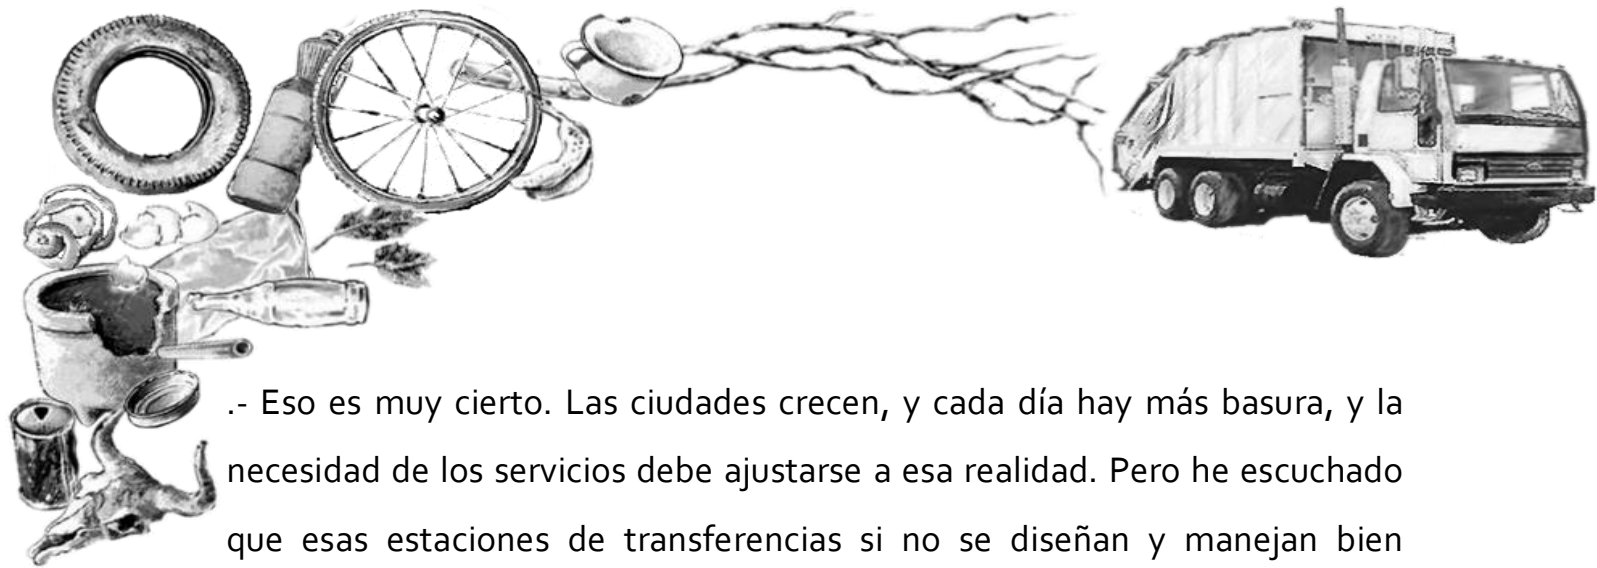 .- Eso es muy cierto. Las ciudades crecen, y cada día hay más basura, y la
necesidad de los servicios debe ajustarse a esa realidad. Pero he escuchado
que esas estaciones de transferencias si no se diseñan y manejan bien